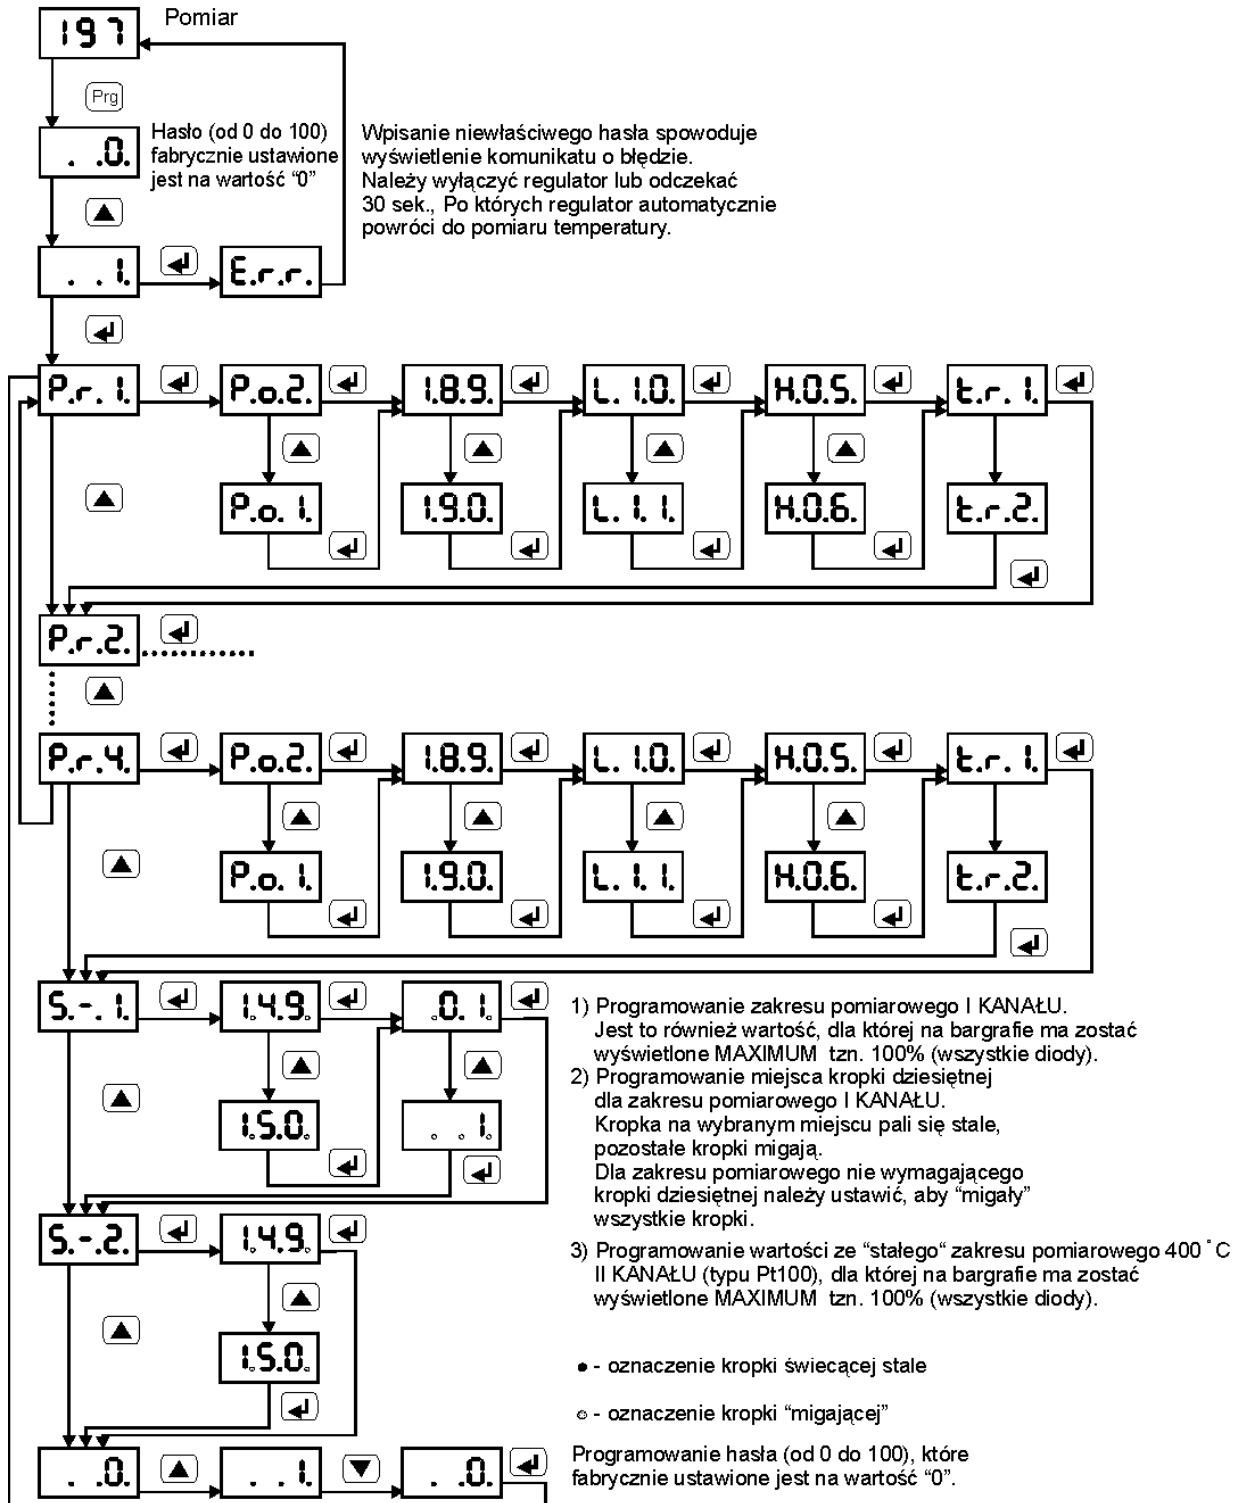 197
Pomiar
Prg
. .0.
Hasło (od 0 do 100)
fabrycznie ustawione
jest na wartość “0”
Wpisanie niewłaściwego hasła spowoduje
wyświetlenie komunikatu o błędzie.
Należy wyłączyć regulator lub odczekać
30 sek., Po których regulator automatycznie
powróci do pomiaru temperatury.
. . 1.
E.r.r.
P.r. 1.
P.o.2.
1.8.9.
L. 1.0.
H.0.5.
t.r. 1.
P.o. 1.
1.9.0.
L. 1. 1.
H.0.6.
t.r.2.
P.r.2.
P.r.4.
P.o.2.
1.8.9.
L. 1.0.
H.0.5.
t.r. 1.
P.o. 1.
1.9.0.
L. 1. 1.
H.0.6.
t.r.2.
S.-. 1.
1.4.9.
.0. 1.
1.5.0.
. . 1.
1) Programowanie zakresu pomiarowego I KANAŁU.
Jest to również wartość, dla której na bargrafie ma zostać
wyświetlone MAXIMUM tzn. 100% (wszystkie diody).
2) Programowanie miejsca kropki dziesiętnej
dla zakresu pomiarowego I KANAŁU.
Kropka na wybranym miejscu pali się stale,
pozostałe kropki migają.
Dla zakresu pomiarowego nie wymagającego
kropki dziesiętnej należy ustawić, aby “migały”
wszystkie kropki.
S.-.2.
1.4.9.
1.5.0.
3) Programowanie wartości ze “stałego“ zakresu pomiarowego 400 ˚C
II KANAŁU (typu Pt100), dla której na bargrafie ma zostać
wyświetlone MAXIMUM tzn. 100% (wszystkie diody).
● - oznaczenie kropki świecącej stale
○ - oznaczenie kropki “migającej”
. .0.
. . 1.
. .0.
Programowanie hasła (od 0 do 100), które
fabrycznie ustawione jest na wartość “0”.